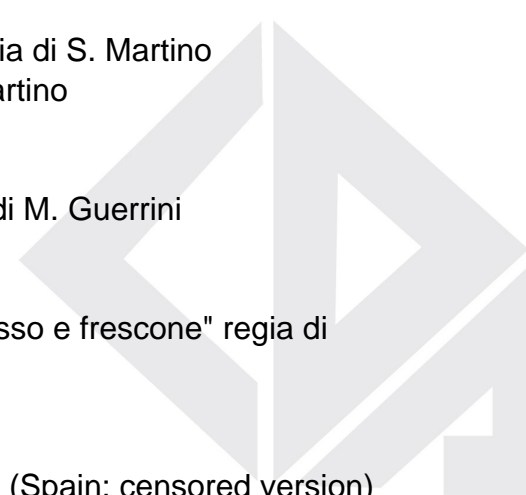 ia di S. Martino
artino
di M. Guerrini
sso e frescone" regia di
(Spain: censored version)